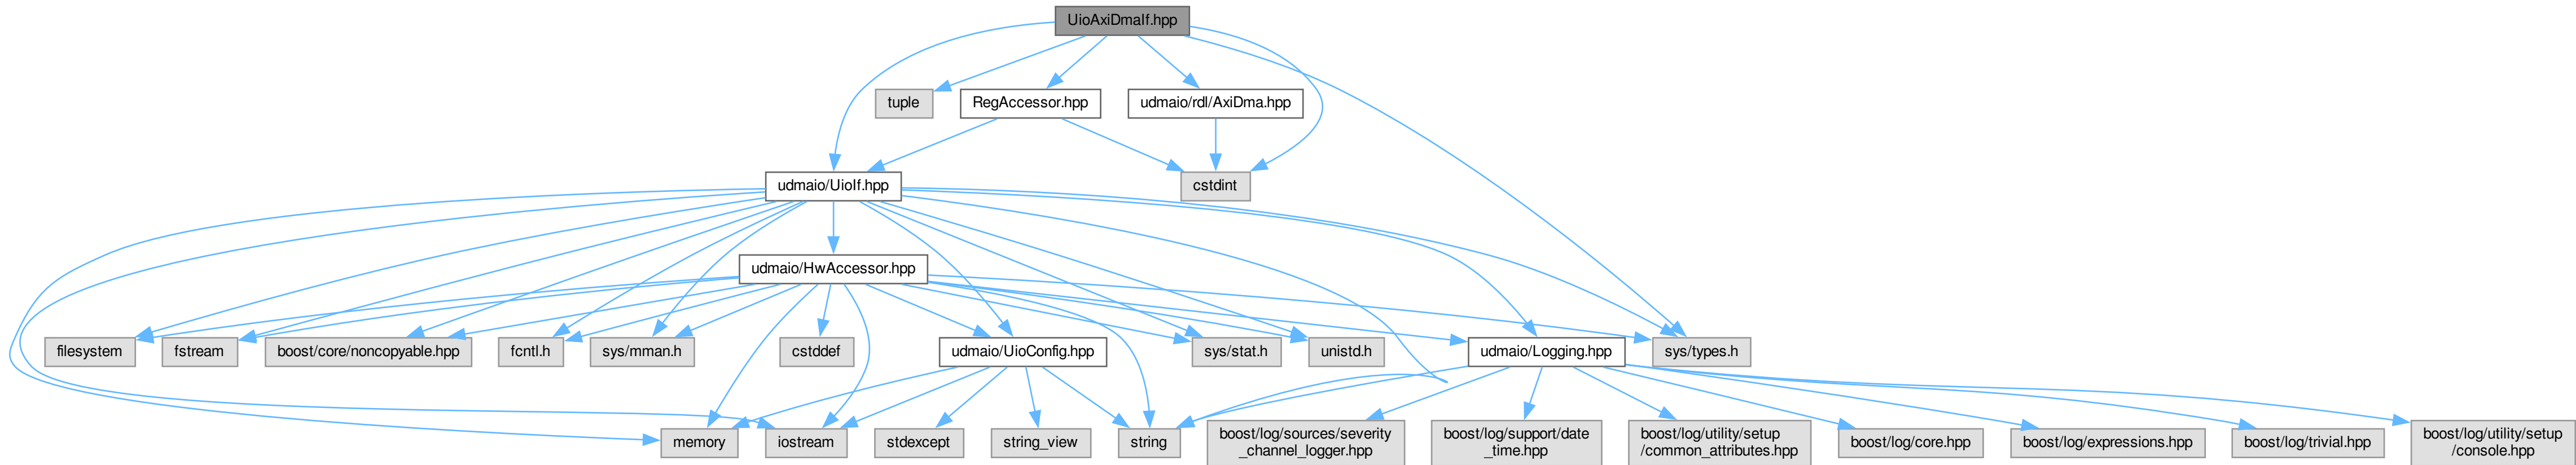 UioAxiDmaIf.hpp
tuple
RegAccessor.hpp
udmaio/rdl/AxiDma.hpp
udmaio/UioIf.hpp
cstdint
udmaio/HwAccessor.hpp
filesystem
fstream
boost/core/noncopyable.hpp
fcntl.h
sys/mman.h
cstddef
udmaio/UioConfig.hpp
sys/stat.h
unistd.h
udmaio/Logging.hpp
sys/types.h
memory
iostream
stdexcept
string_view
string
boost/log/sources/severity
_channel_logger.hpp
boost/log/support/date
_time.hpp
boost/log/utility/setup
/common_attributes.hpp
boost/log/core.hpp
boost/log/expressions.hpp
boost/log/trivial.hpp
boost/log/utility/setup
/console.hpp